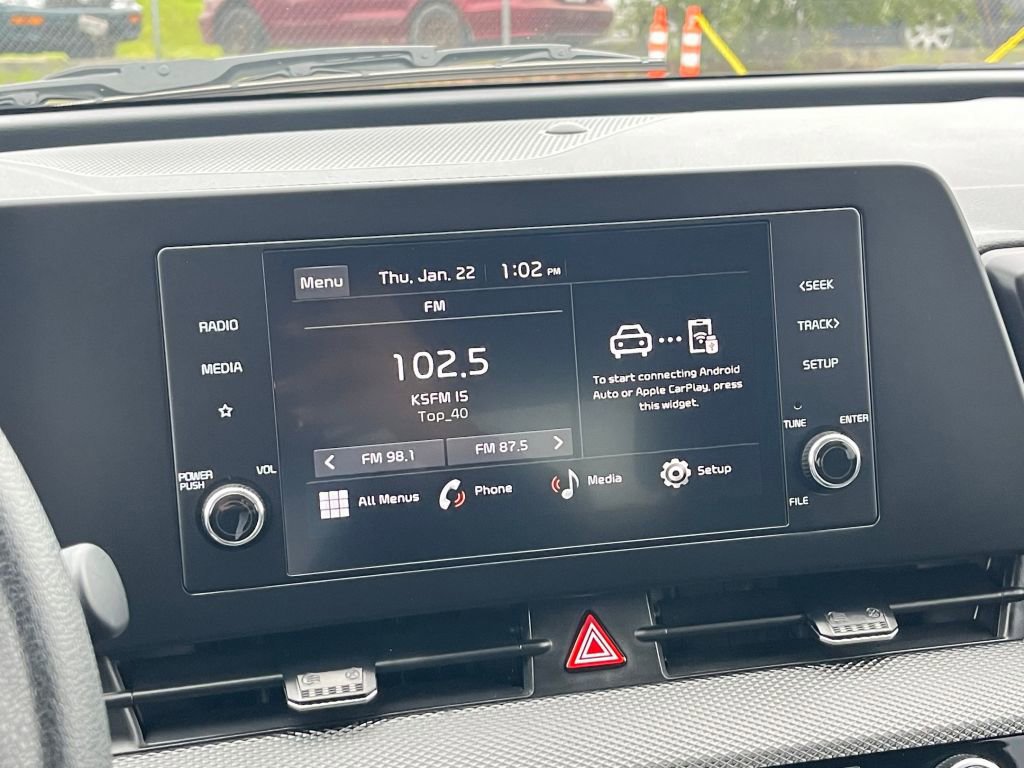 Menu Thu, Jan. 22 1:02 PM
FM
102.5
KSFM IS
Top_40
< FM 98.1 FM 87.5 >
To start connecting Android
Auto or Apple CarPlay, press
this widget.
All Menus Phone Media Setup
RADIO
MEDIA
POWER
PUSH
VOL
<SEEK
TRACK>
SETUP
TUNE
ENTER
FILE